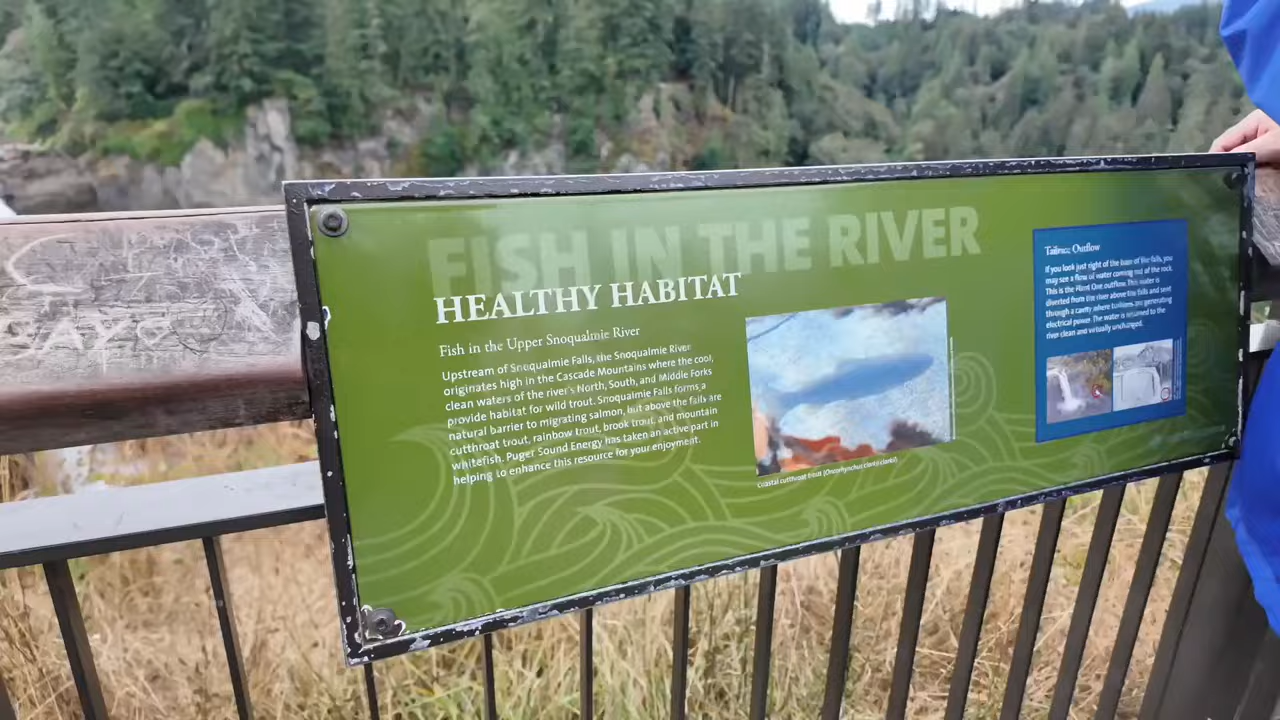 FISH IN THE RIVER
HEALTHY HABITAT
Fish in the Upper Snoqualmie River
Upstream of Snoqualmie Falls, the Snoqualmie River
originates high in the Cascade Mountains where the cool,
clean waters of the river's North, South, and Middle Forks
provide habitat for wild trout. Snoqualmie Falls forms a
natural barrier to migrating salmon, but above the falls are
cutthroat trout, rainbow trout, brook trout, and mountain
whitefish. Puget Sound Energy has taken an active part in
helping to enhance this resource for your enjoyment.
Coastal cutthroat trout (Oncorhynchus clarki clarki)
Tailrace Outflow
If you look just right of the base of the falls, you
may see a flow of water coming out of the rock.
This is the Plant One outflow. This water is
diverted from the river above the falls and sent
through a cavity where turbines are generating
electrical power. The water is returned to the
river clean and virtually unchanged.